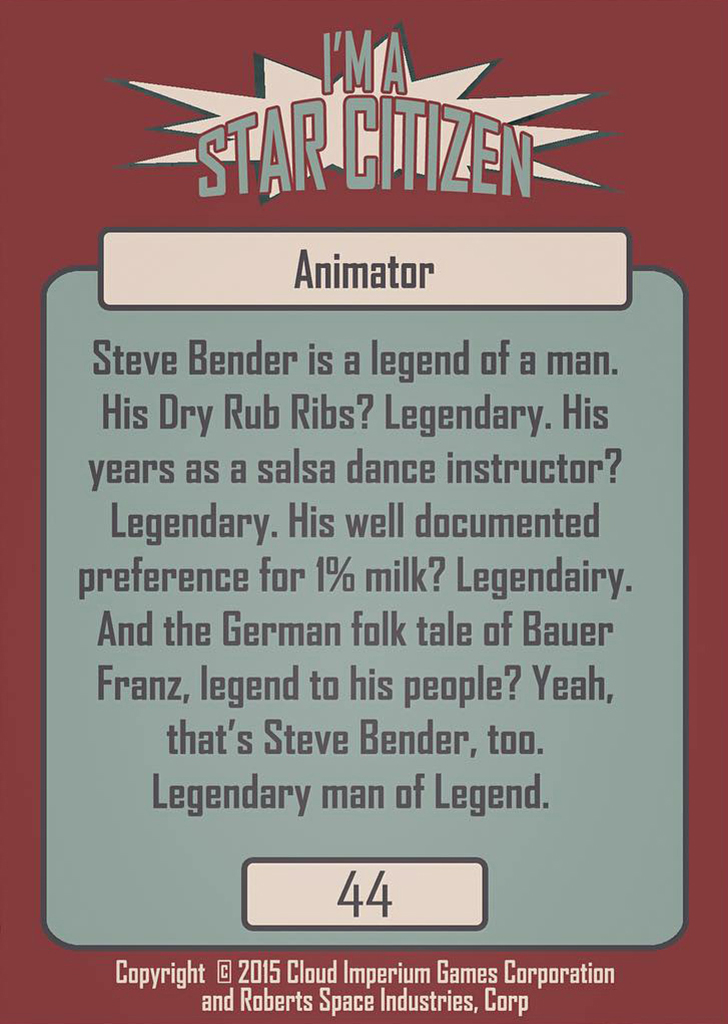 I'M A
STAR CITIZEN
Animator
Steve Bender is a legend of a man.
His Dry Rub Ribs? Legendary. His
years as a salsa dance instructor?
Legendary. His well documented
preference for 1% milk? Legendairy.
And the German folk tale of Bauer
Franz, legend to his people? Yeah,
that's Steve Bender, too.
Legendary man of Legend.
44
Copyright © 2015 Cloud Imperium Games Corporation
and Roberts Space Industries, Corp